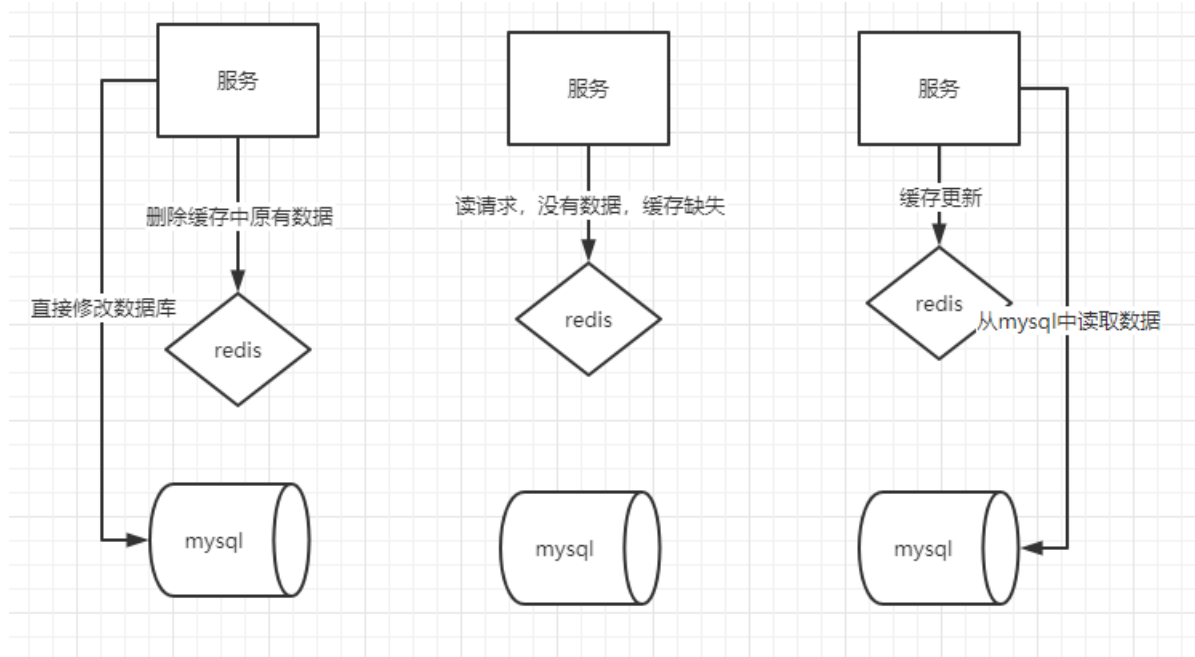 服务
删除缓存中原有数据
直接修改数据库
redis
mysql
服务
读请求，没有数据，缓存缺失
redis
mysql
服务
缓存更新
redis
从mysql中读取数据
mysql